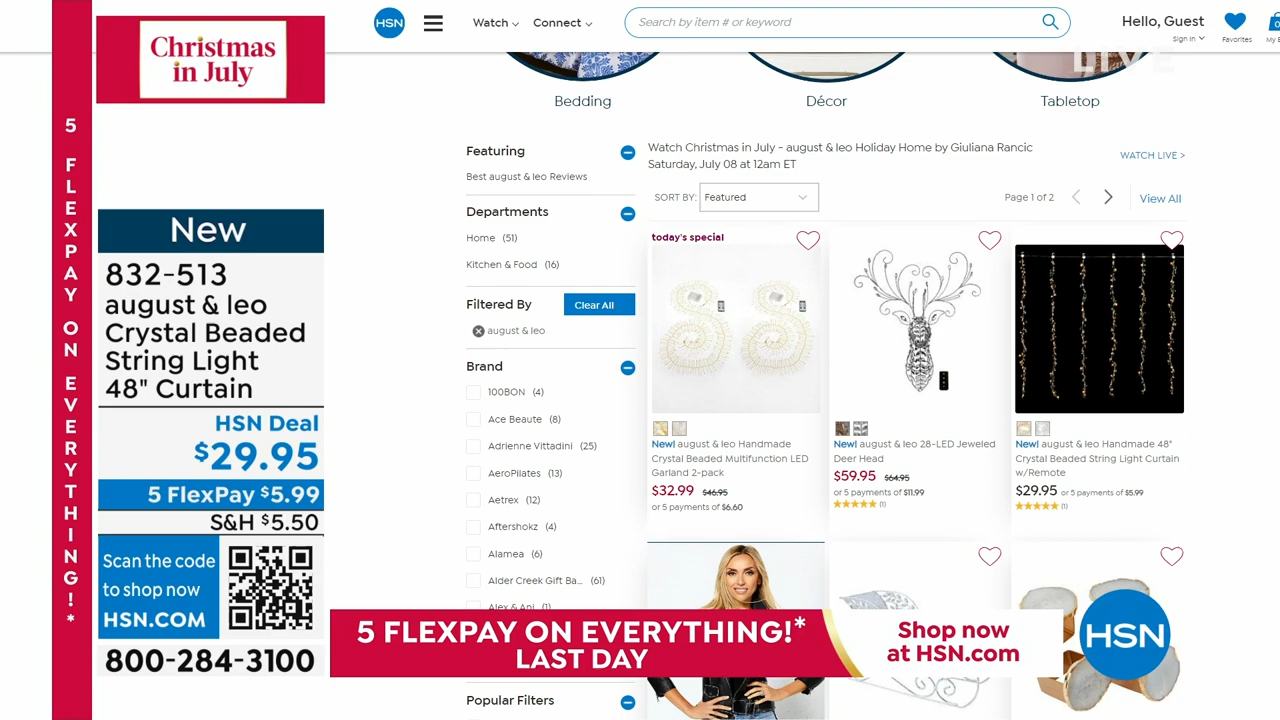 Christmas
in July
5 FLEXPAY ON EVERYTHING!*
New
832-513
august & leo
Crystal Beaded
String Light
48" Curtain
HSN Deal
$29.95
5 FlexPay $5.99
S&H $5.50
Scan the code
to shop now
HSN.COM
800-284-3100
HSN
Watch
Connect
Search by item # or keyword
Hello, Guest
Sign In
Favorites
0
LIVE
Bedding
Décor
Tabletop
Featuring
Best august & leo Reviews
Departments
Home (51)
Kitchen & Food (16)
Filtered By
Clear All
august & leo
Brand
100BON (4)
Ace Beaute (8)
Adrienne Vittadini (25)
AeroPilates (13)
Aetrex (12)
Aftershokz (4)
Alamea (6)
Alder Creek Gift Ba... (61)
Alex & Ani (1)
Popular Filters
Watch Christmas in July - august & leo Holiday Home by Giuliana Rancic
Saturday, July 08 at 12am ET
WATCH LIVE >
SORT BY: Featured
Page 1 of 2
View All
today's special
New! august & leo Handmade
Crystal Beaded Multifunction LED
Garland 2-pack
$32.99 $46.95
or 5 payments of $6.60
New! august & leo 28-LED Jeweled
Deer Head
$59.95 $64.95
or 5 payments of $11.99
(1)
New! august & leo Handmade 48"
Crystal Beaded String Light Curtain
w/Remote
$29.95 or 5 payments of $5.99
(1)
5 FLEXPAY ON EVERYTHING!*
LAST DAY
Shop now
at HSN.com
HSN